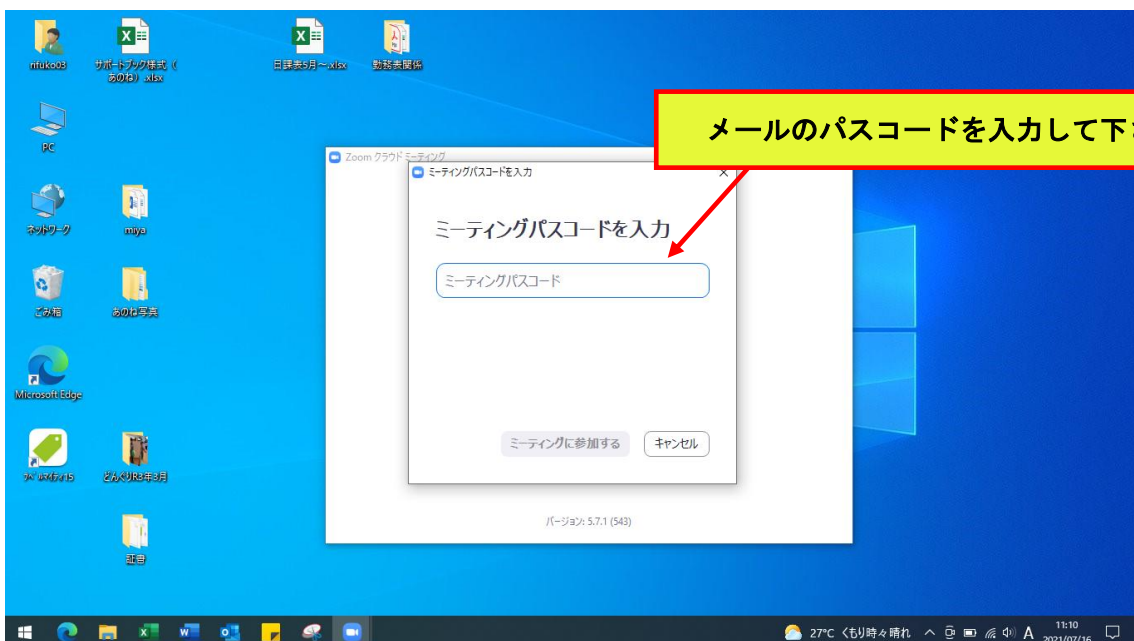 rifuko03
サポートブック様式（
あのね）.xlsx
日課表5月～.xlsx
勤務表関係
メールのパスコードを入力して下
PC
Zoom クラウド ミーティング
ミーティングパスコードを入力
ミーティングパスコードを入力
ミーティングパスコード
ネットワーク
miya
ごみ箱
あのね写真
Microsoft Edge
ミーティングに参加する
キャンセル
どんぐりR3年3月
バージョン: 5.7.1 (543)
証書
27°C くもり時々晴れ
A
11:10
2021/07/16